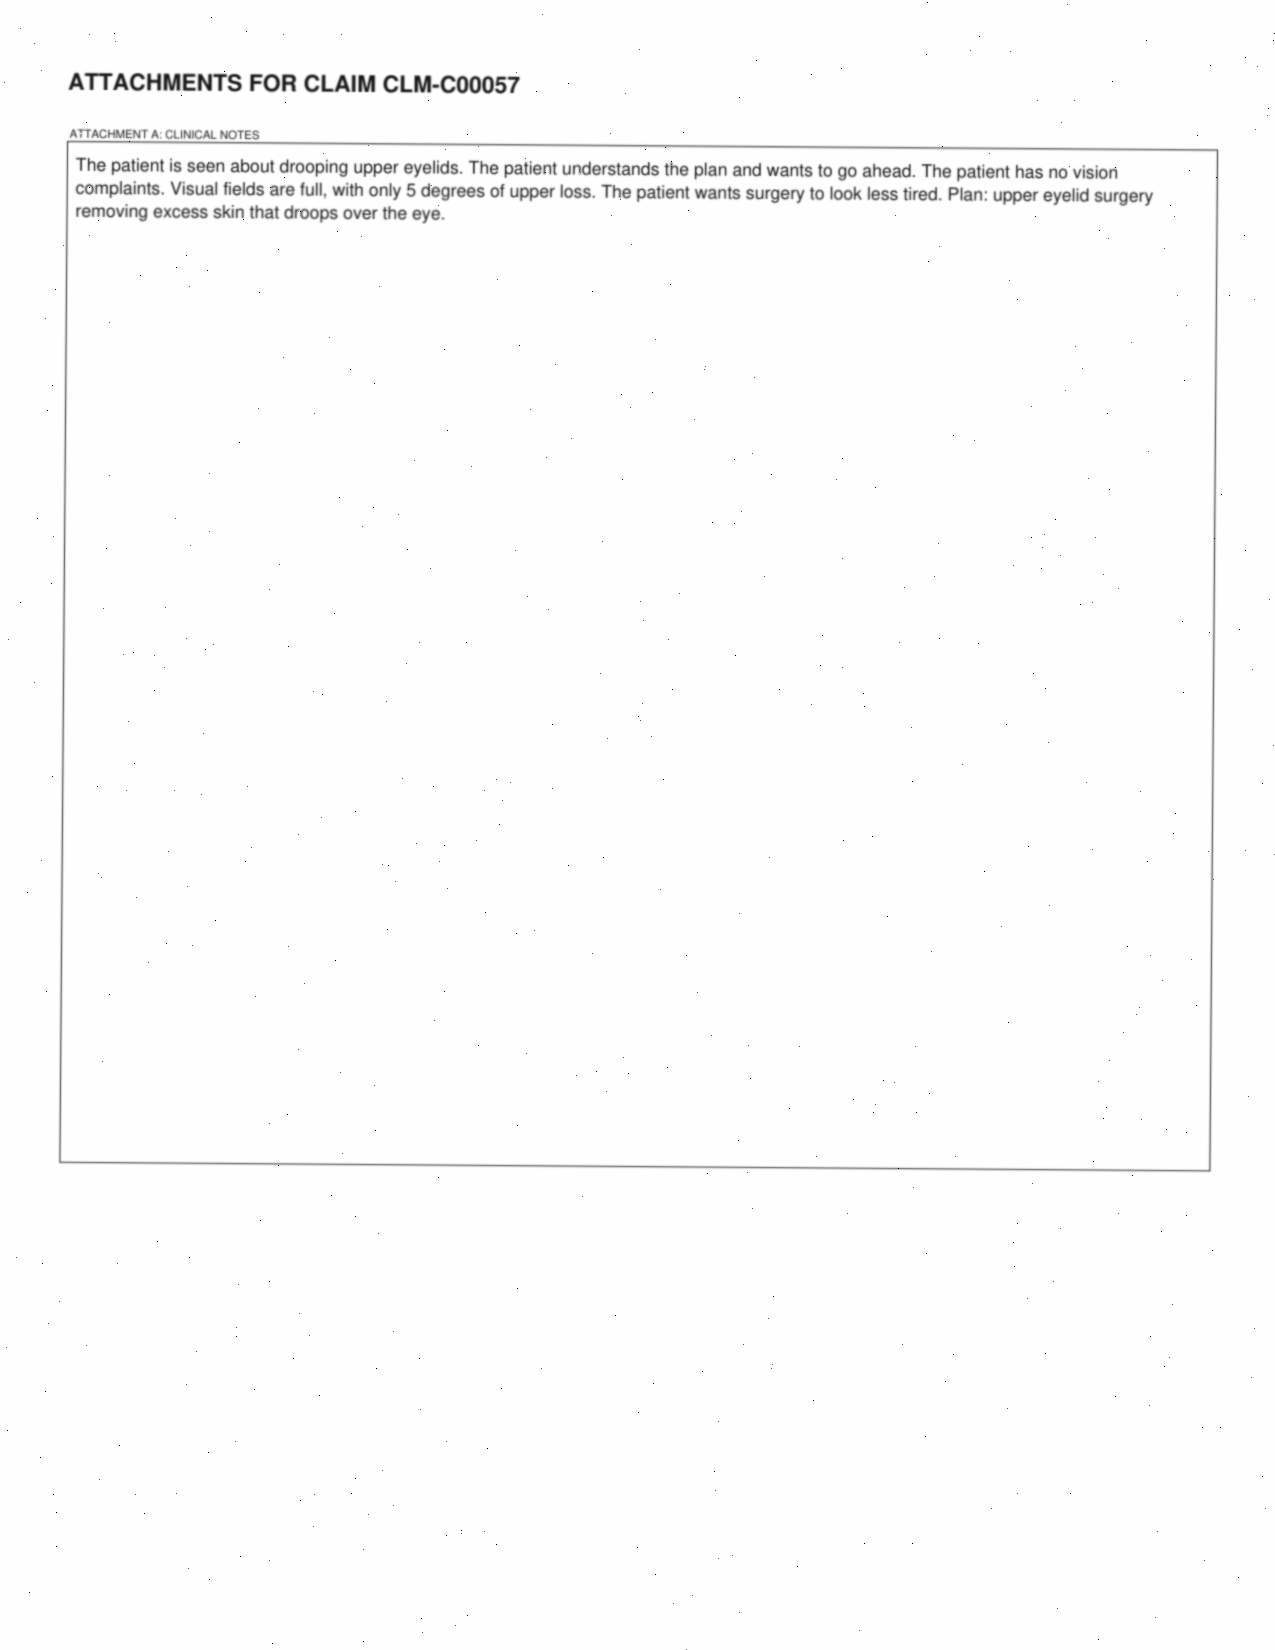 ATTACHMENTS FOR CLAIM CLM-C00057
ATTACHMENT A: CLINICAL NOTES
The patient is seen about drooping upper eyelids. The patient understands the plan and wants to go ahead. The patient has no vision
complaints. Visual fields are full, with only 5 degrees of upper loss. The patient wants surgery to look less tired. Plan: upper eyelid surgery
removing excess skin that droops over the eye.